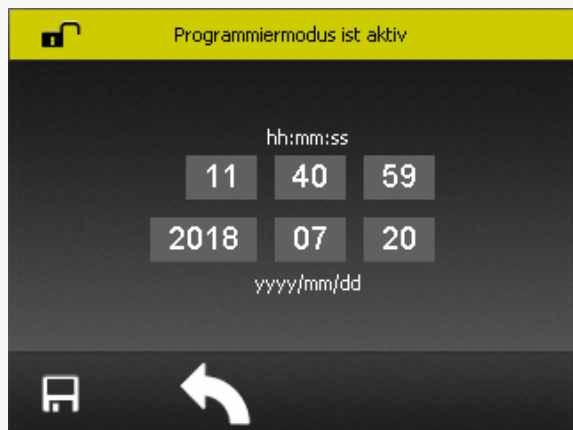 Programmiermodus ist aktiv
hh:mm:ss
11 40 59
2018 07 20
yyyy/mm/dd